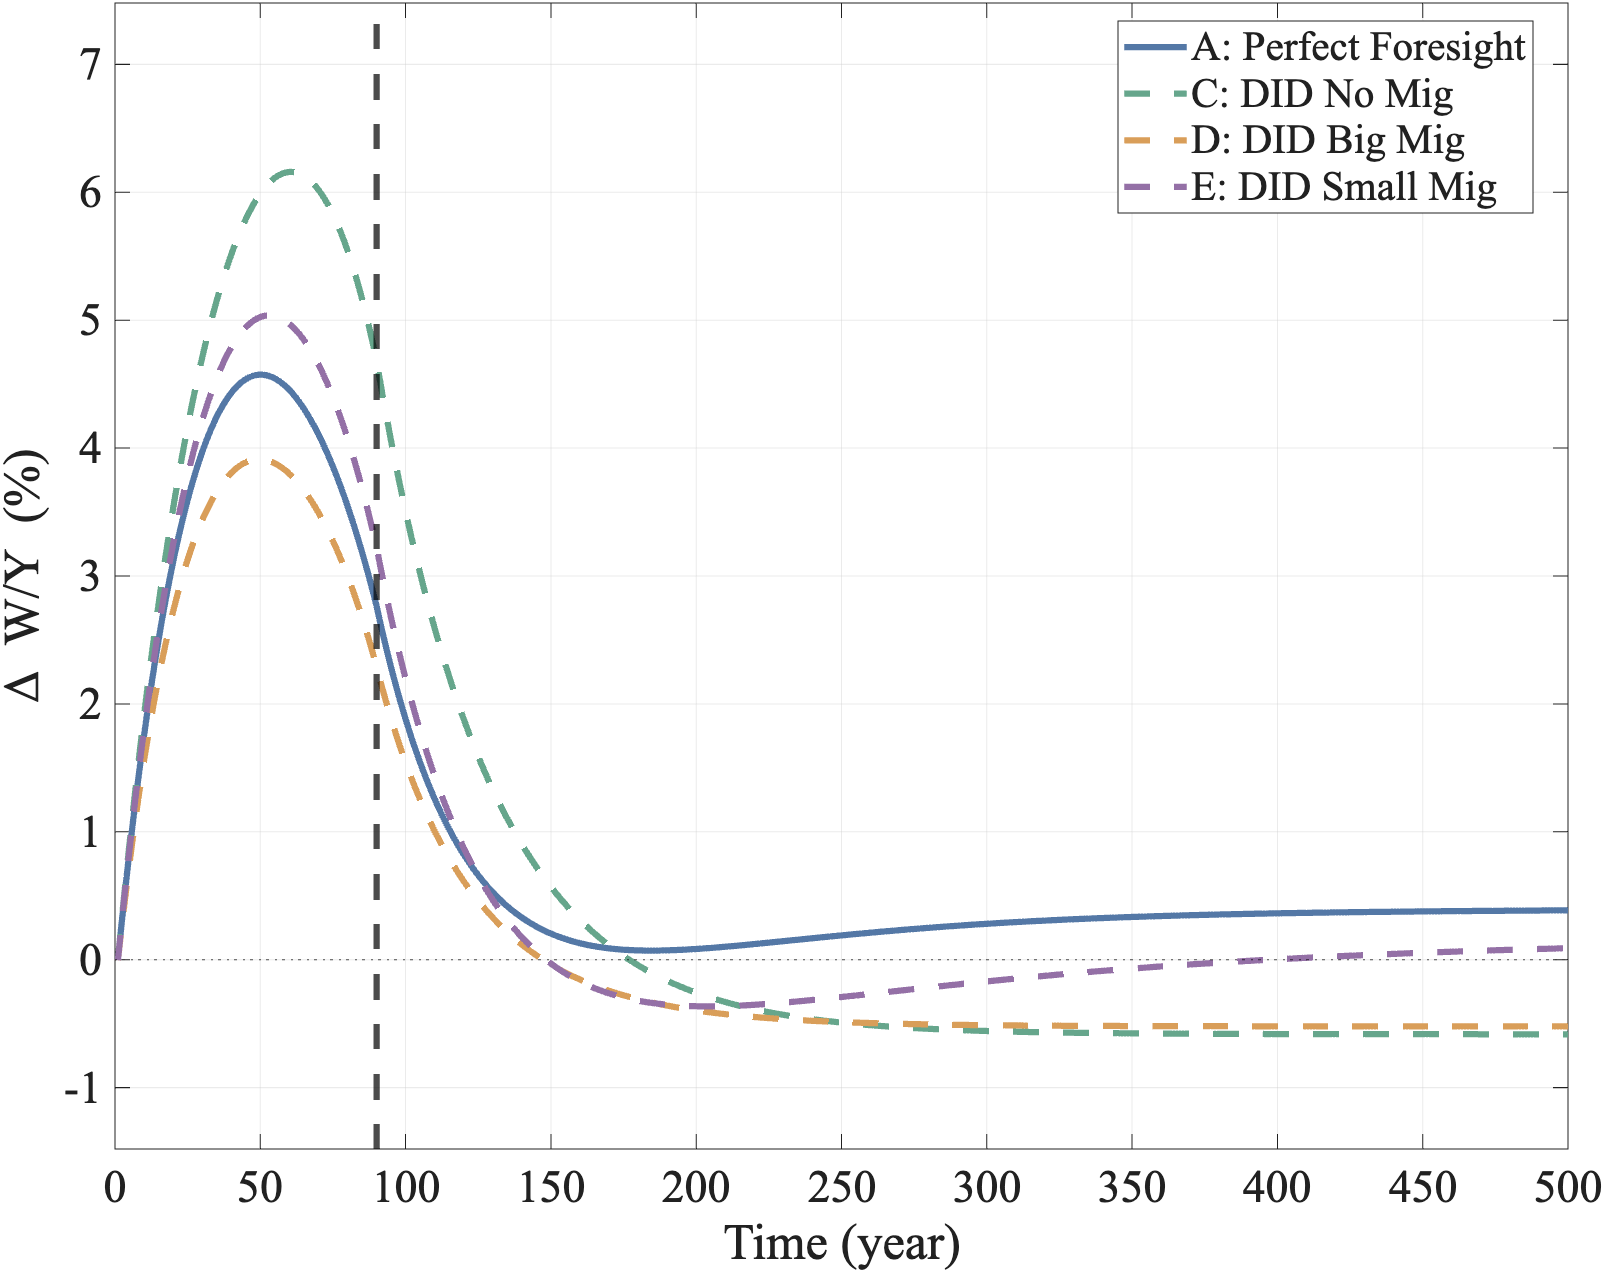 A: Perfect Foresight
C: DID No Mig
D: DID Big Mig
E: DID Small Mig
7
6
5
4
3
2
1
0
-1
Δ W/Y (%)
0 50 100 150 200 250 300 350 400 450 500
Time (year)